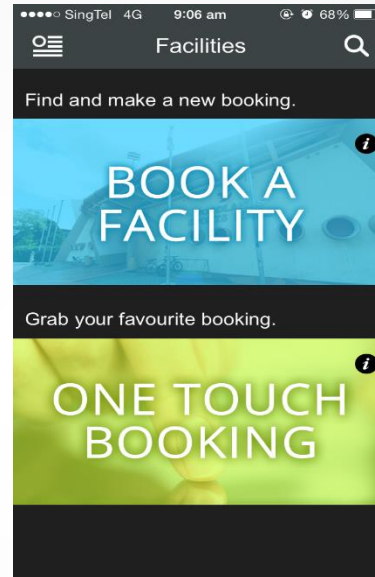 SingTel 4G 9:06 am 68%
Facilities
Find and make a new booking.
i
BOOK A
FACILITY
Grab your favourite booking.
i
ONE TOUCH
BOOKING